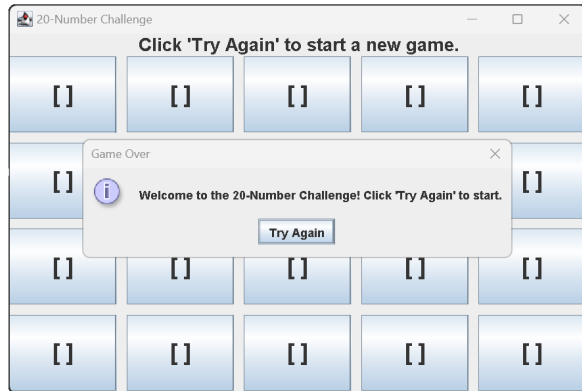 20-Number Challenge
Click 'Try Again' to start a new game.
[ ] [ ] [ ] [ ] [ ]
[ ] [ ]
Game Over
Welcome to the 20-Number Challenge! Click 'Try Again' to start.
Try Again
[ ] [ ] [ ] [ ] [ ]
[ ] [ ] [ ] [ ] [ ]